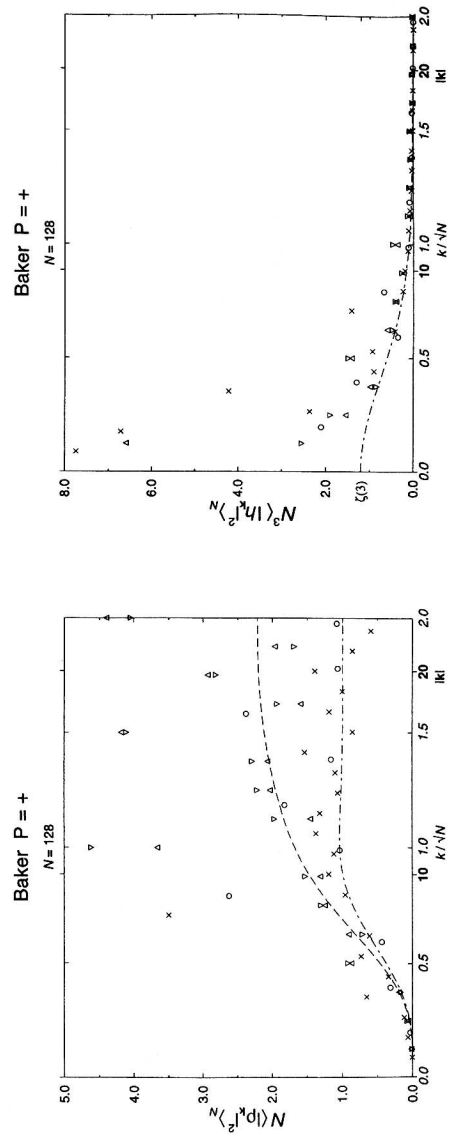 Baker P = +
N = 128
5.0
4.0
3.0
2.0
1.0
0.0
N⟨|ρₖ|²⟩_N
0.0
0.5
1.0
1.5
2.0
10
20
k / √N
|k|
Baker P = +
N = 128
8.0
6.0
4.0
2.0
ζ(3)
0.0
N³⟨|hₖ|²⟩_N
0.0
0.5
1.0
1.5
2.0
10
20
k / √N
|k|